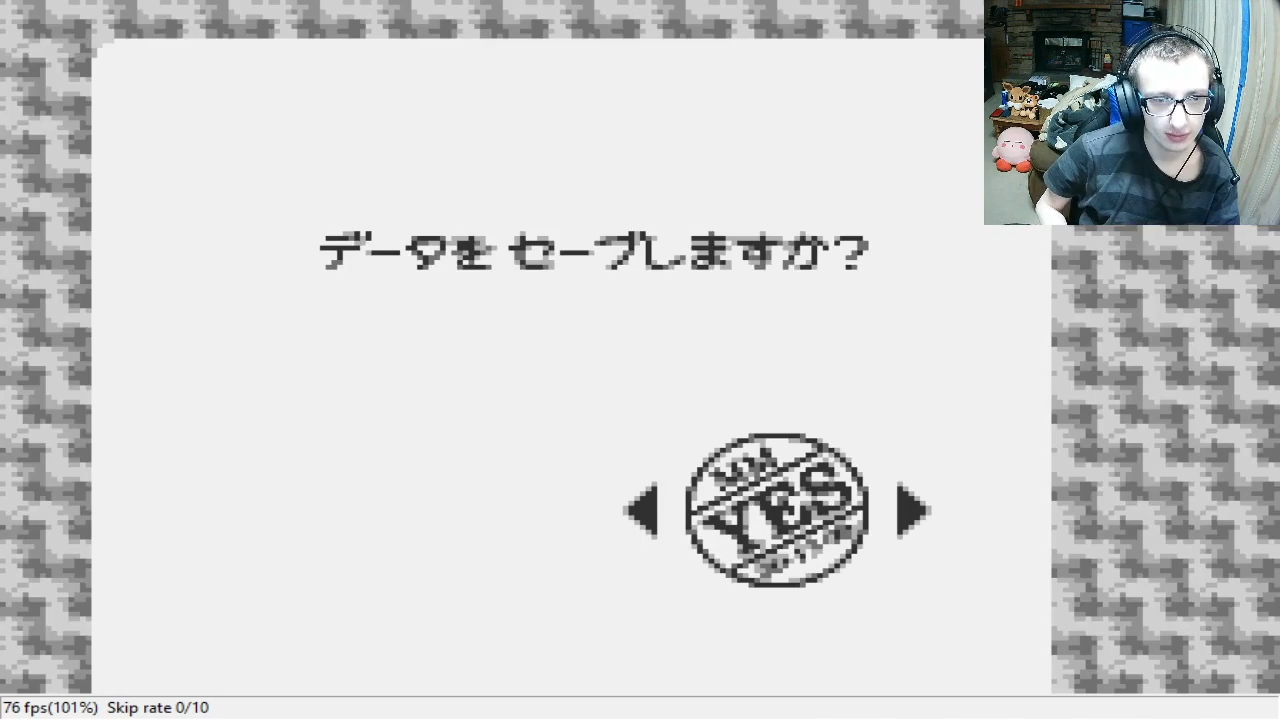 データを セーブしますか?
MM
YES
76 fps(101%) Skip rate 0/10